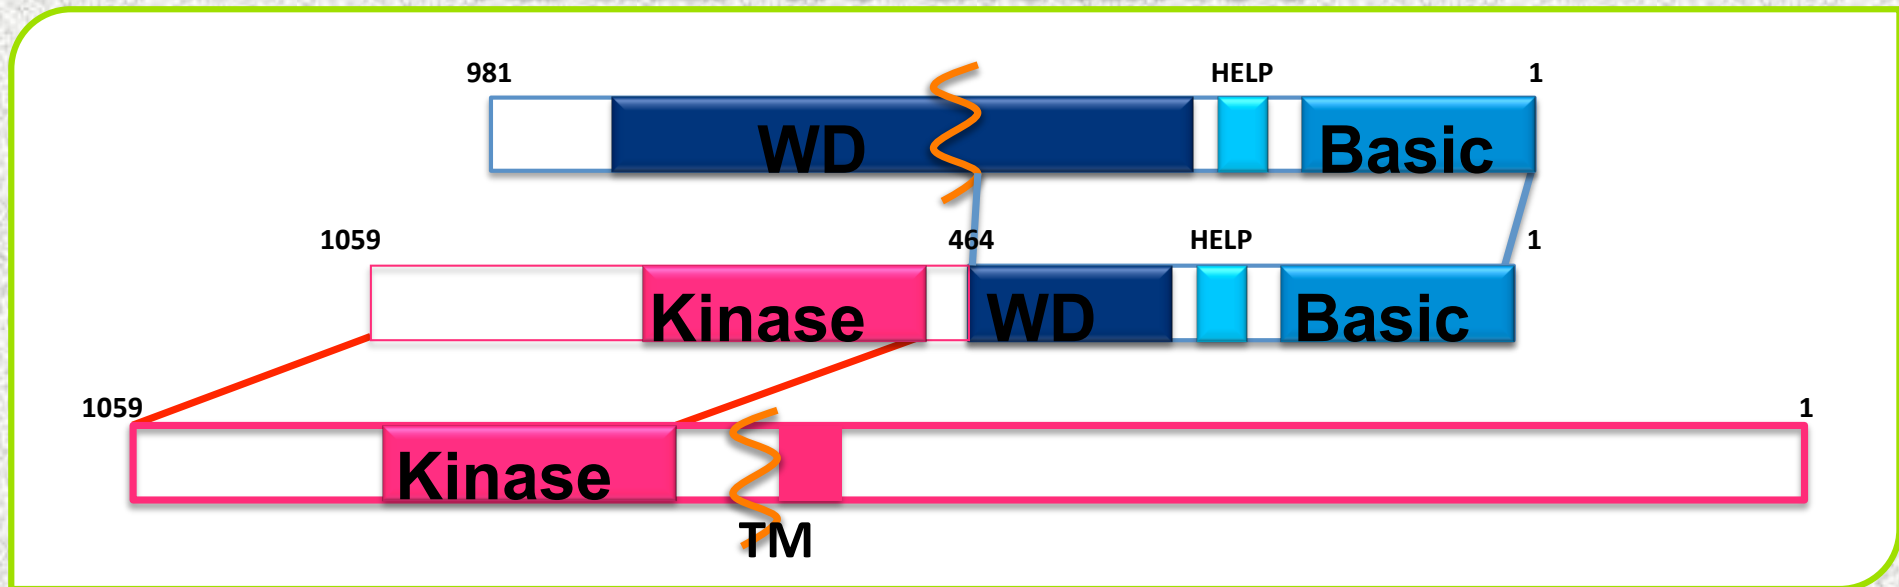 981 HELP 1
WD Basic
1059 464 HELP 1
Kinase WD Basic
1059 1
Kinase
TM